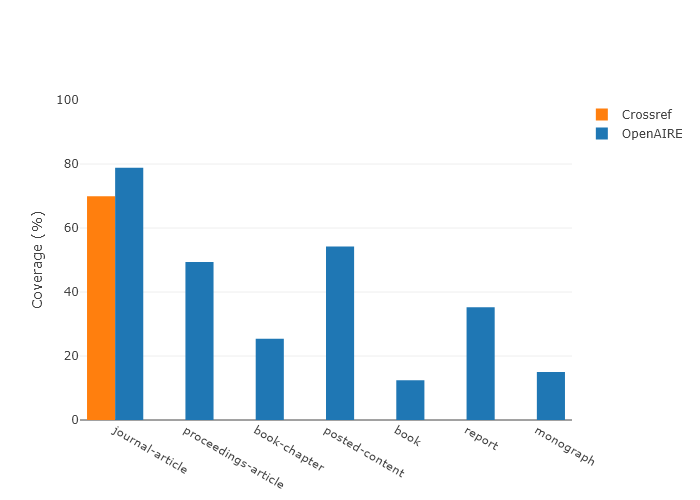 100
80
60
40
20
0
Coverage (%)
journal-article
proceedings-article
book-chapter
posted-content
book
report
monograph
Crossref
OpenAIRE